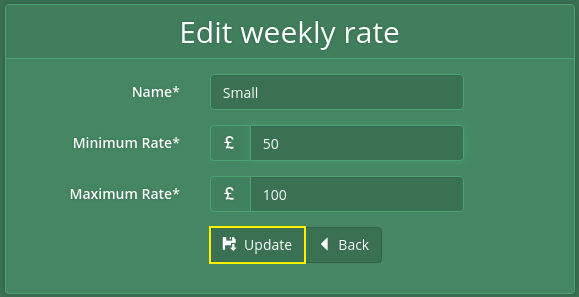 Edit weekly rate
Name* Small
Minimum Rate* £ 50
Maximum Rate* £ 100
Update Back